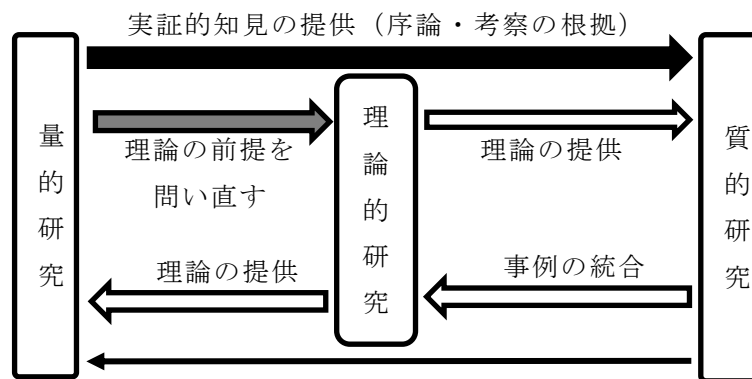 実証的知見の提供（序論・考察の根拠）
量的研究
理論的研究
質的研究
理論の前提を
問い直す
理論の提供
理論の提供
事例の統合